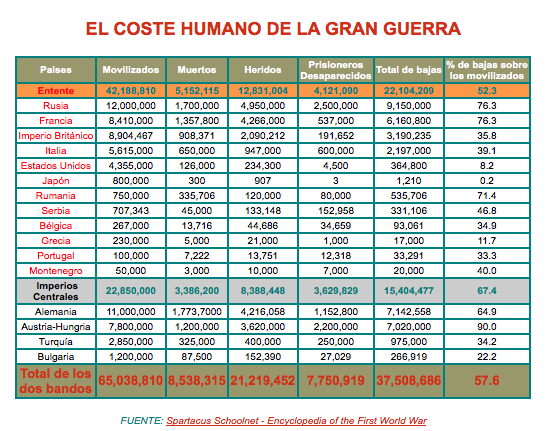 EL COSTE HUMANO DE LA GRAN GUERRA
Paises Movilizados Muertos Heridos Prisioneros Desaparecidos Total de bajas % de bajas sobre los movilizados
Entente 42,188,810 5,152,115 12,831,004 4,121,090 22,104,209 52.3
Rusia 12,000,000 1,700,000 4,950,000 2,500,000 9,150,000 76.3
Francia 8,410,000 1,357,800 4,266,000 537,000 6,160,800 76.3
Imperio Británico 8,904,467 908,371 2,090,212 191,652 3,190,235 35.8
Italia 5,615,000 650,000 947,000 600,000 2,197,000 39.1
Estados Unidos 4,355,000 126,000 234,300 4,500 364,800 8.2
Japón 800,000 300 907 3 1,210 0.2
Rumania 750,000 335,706 120,000 80,000 535,706 71.4
Serbia 707,343 45,000 133,148 152,958 331,106 46.8
Bélgica 267,000 13,716 44,686 34,659 93,061 34.9
Grecia 230,000 5,000 21,000 1,000 17,000 11.7
Portugal 100,000 7,222 13,751 12,318 33,291 33.3
Montenegro 50,000 3,000 10,000 7,000 20,000 40.0
Imperios Centrales 22,850,000 3,386,200 8,388,448 3,629,829 15,404,477 67.4
Alemania 11,000,000 1,773,7000 4,216,058 1,152,800 7,142,558 64.9
Austria-Hungria 7,800,000 1,200,000 3,620,000 2,200,000 7,020,000 90.0
Turquía 2,850,000 325,000 400,000 250,000 975,000 34.2
Bulgaria 1,200,000 87,500 152,390 27,029 266,919 22.2
Total de los dos bandos 65,038,810 8,538,315 21,219,452 7,750,919 37,508,686 57.6
FUENTE: Spartacus Schoolnet - Encyclopedia of the First World War